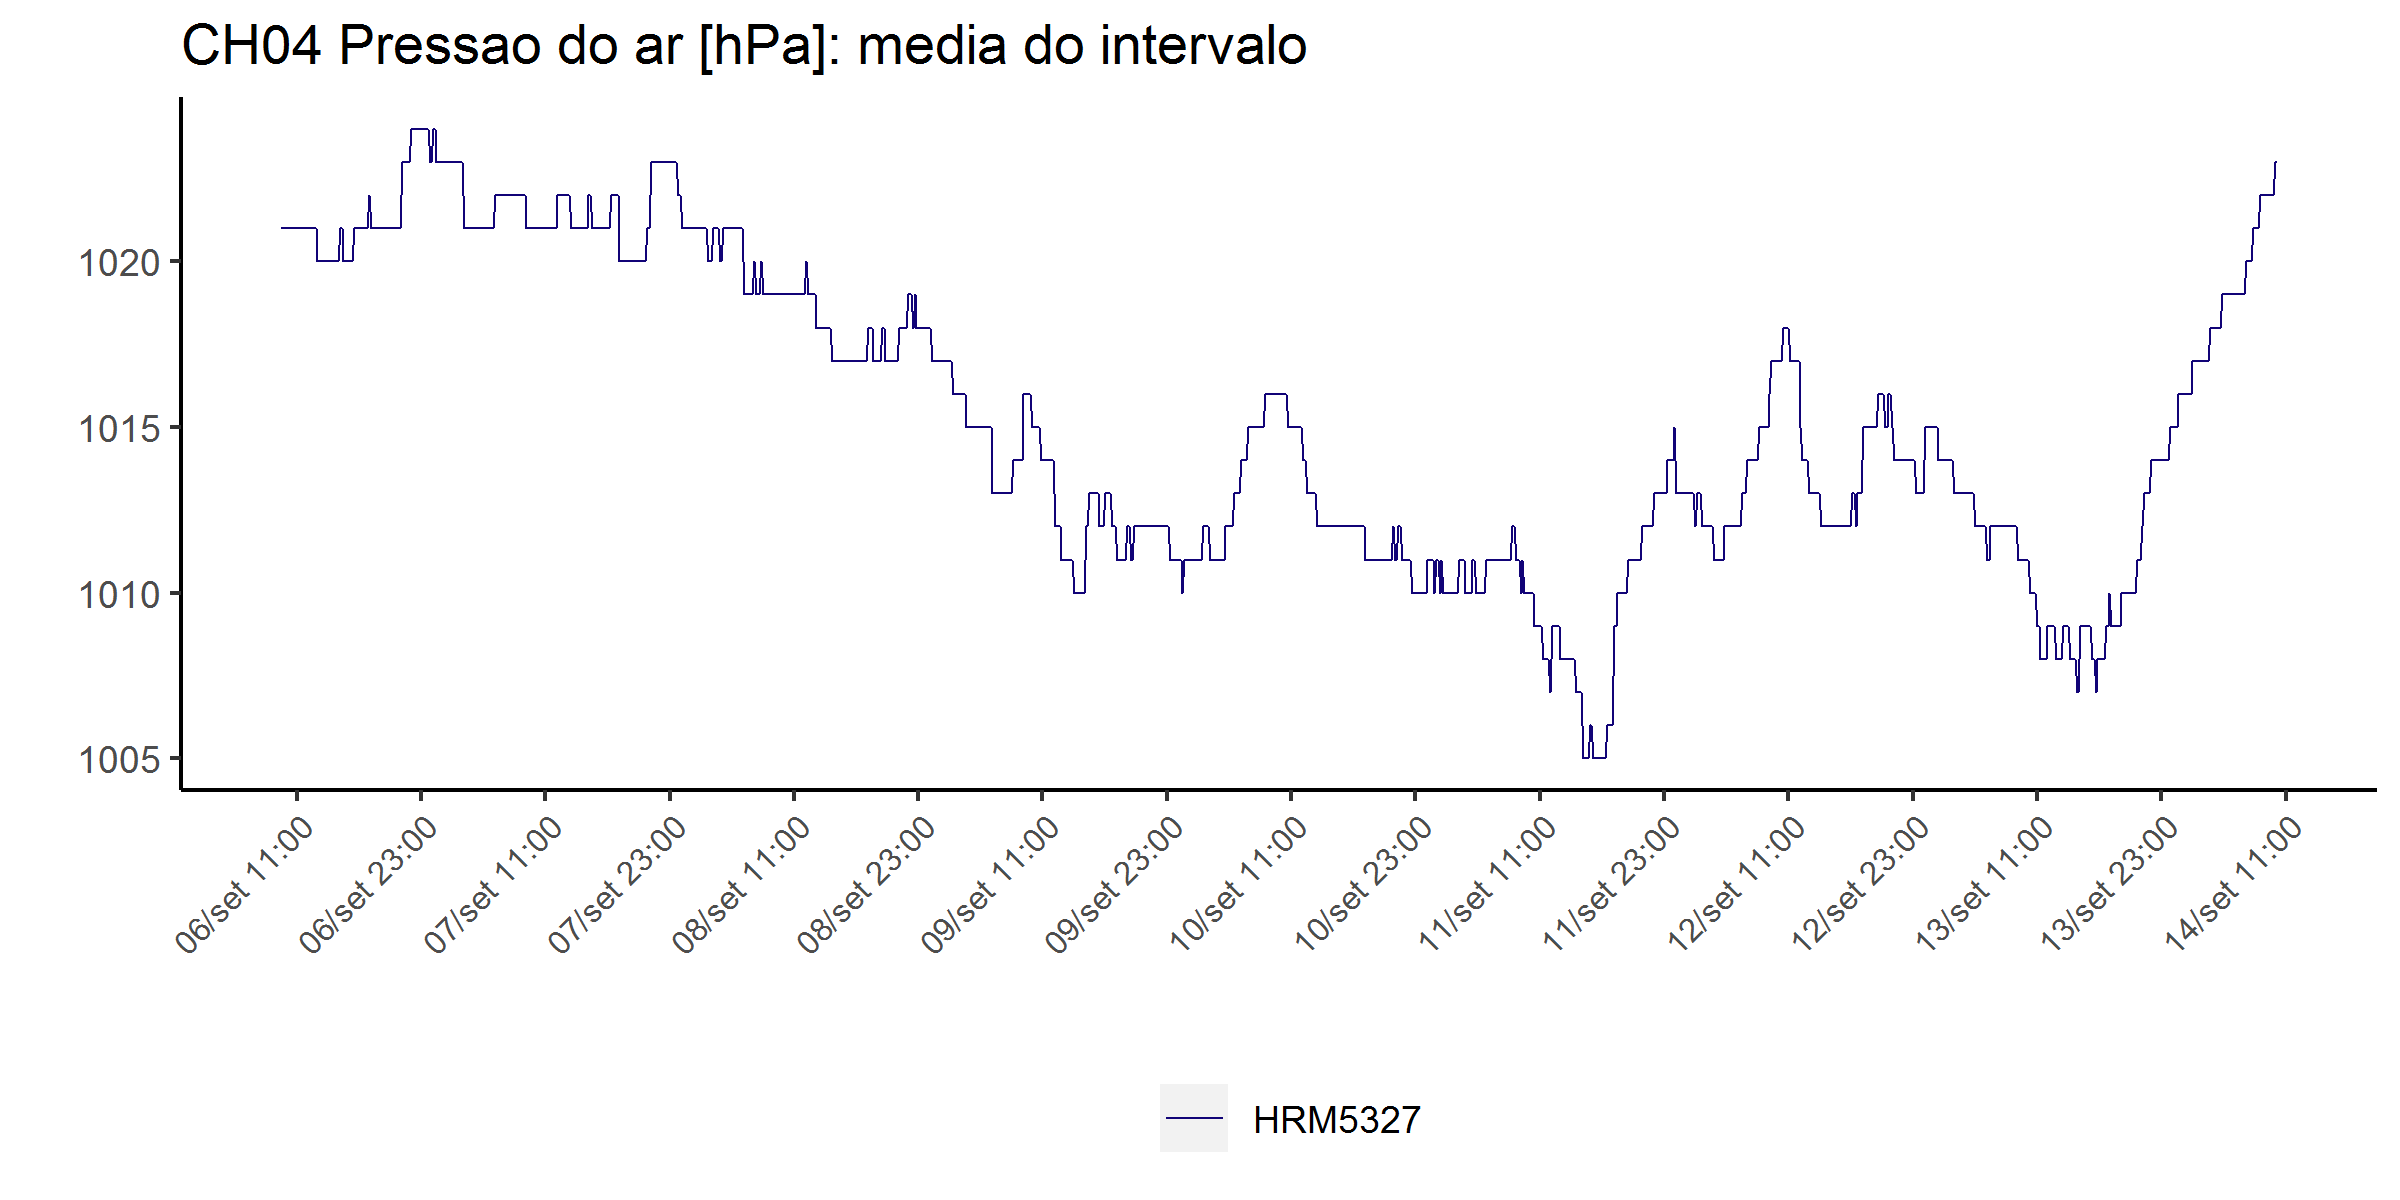 CH04 Pressao do ar [hPa]: media do intervalo
1020
1015
1010
1005
06/set 11:00
06/set 23:00
07/set 11:00
07/set 23:00
08/set 11:00
08/set 23:00
09/set 11:00
09/set 23:00
10/set 11:00
10/set 23:00
11/set 11:00
11/set 23:00
12/set 11:00
12/set 23:00
13/set 11:00
13/set 23:00
14/set 11:00
HRM5327